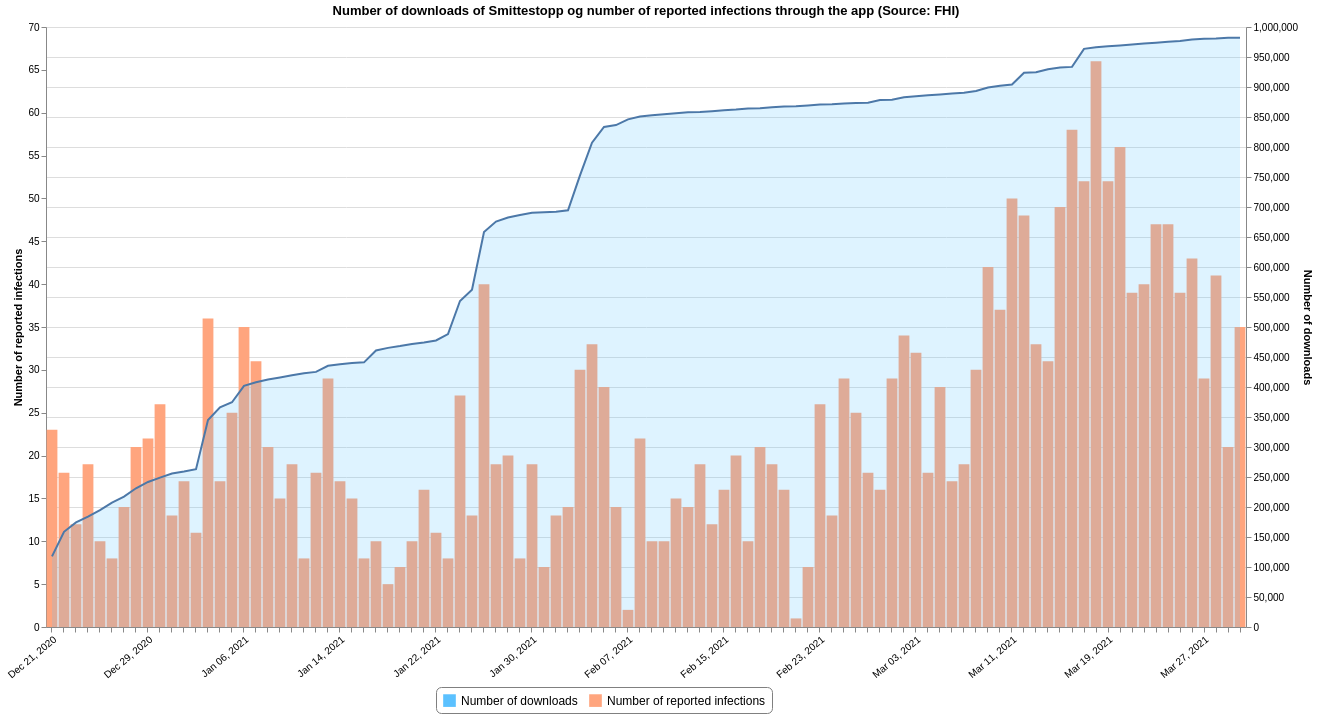 Number of downloads of Smittestopp og number of reported infections through the app (Source: FHI)
Number of reported infections
70
65
60
55
50
45
40
35
30
25
20
15
10
5
0
1,000,000
950,000
900,000
850,000
800,000
750,000
700,000
650,000
600,000
550,000
500,000
450,000
400,000
350,000
300,000
250,000
200,000
150,000
100,000
50,000
0
Number of downloads
Dec 21, 2020
Dec 29, 2020
Jan 06, 2021
Jan 14, 2021
Jan 22, 2021
Jan 30, 2021
Feb 07, 2021
Feb 15, 2021
Feb 23, 2021
Mar 03, 2021
Mar 11, 2021
Mar 19, 2021
Mar 27, 2021
Number of downloads
Number of reported infections